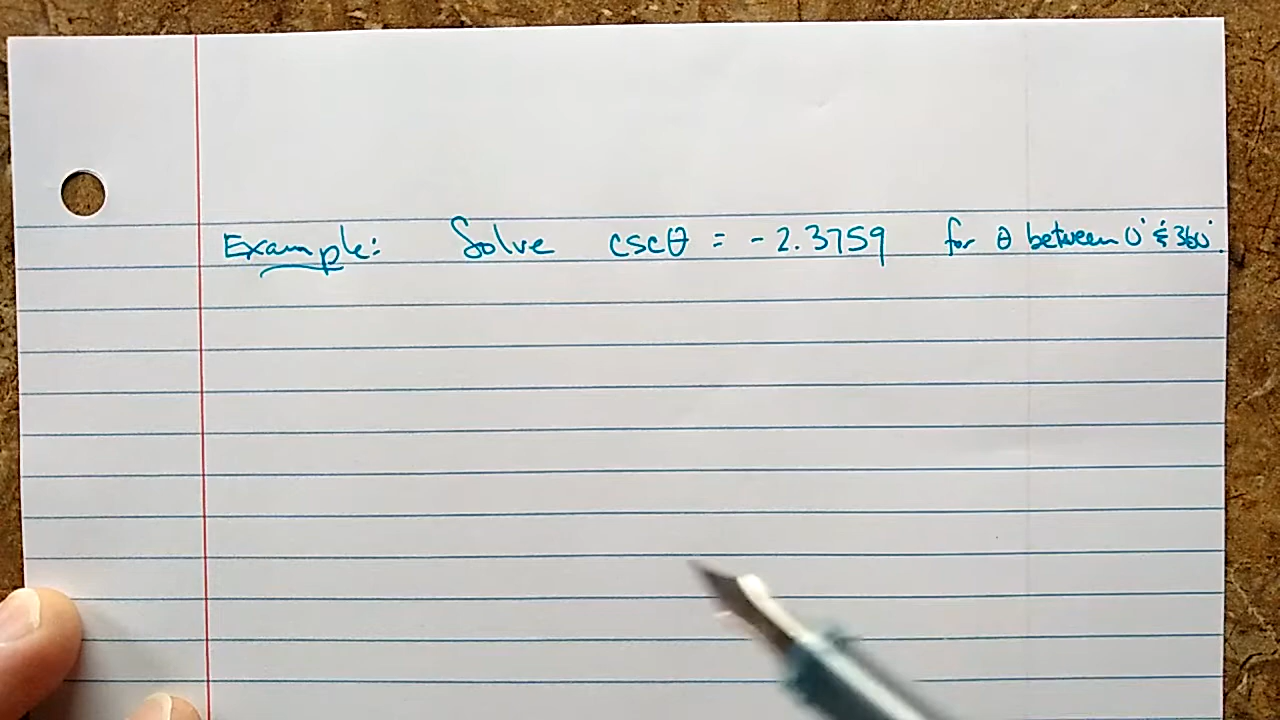 Example: Solve cscθ = -2.3759 for θ between 0° & 360°.